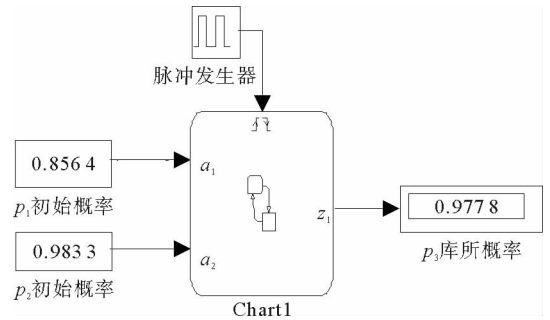 脉冲发生器
0.856 4
p₁初始概率
a₁
z₁
0.977 8
p₃库所概率
0.983 3
p₂初始概率
a₂
Chart1